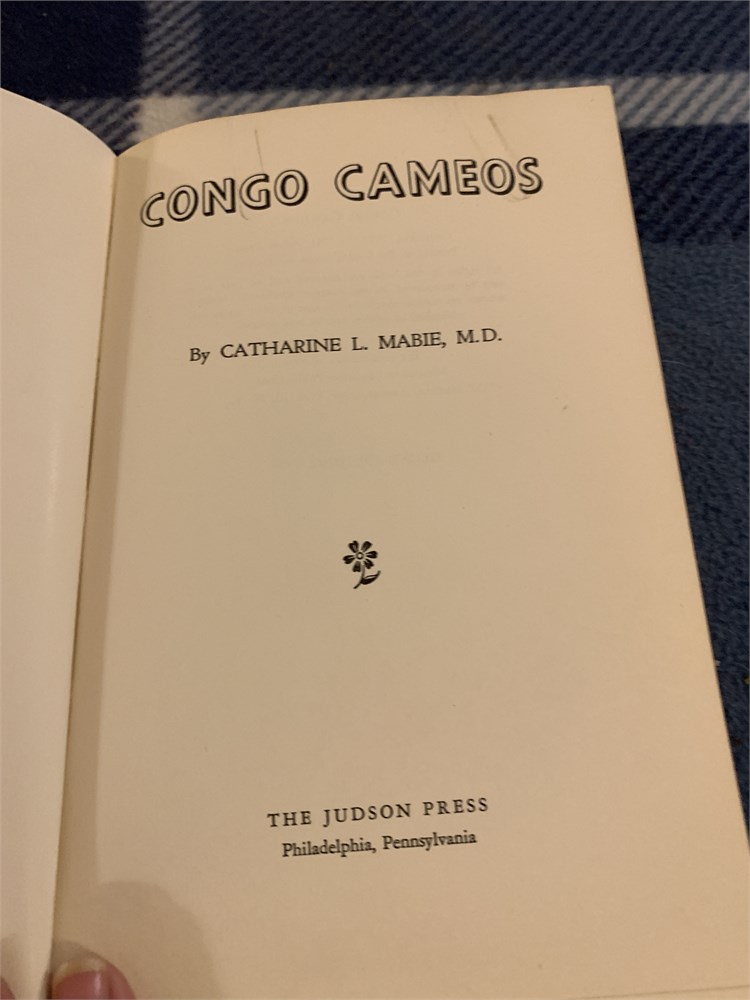 CONGO CAMEOS
By CATHARINE L. MABIE, M.D.
THE JUDSON PRESS
Philadelphia, Pennsylvania